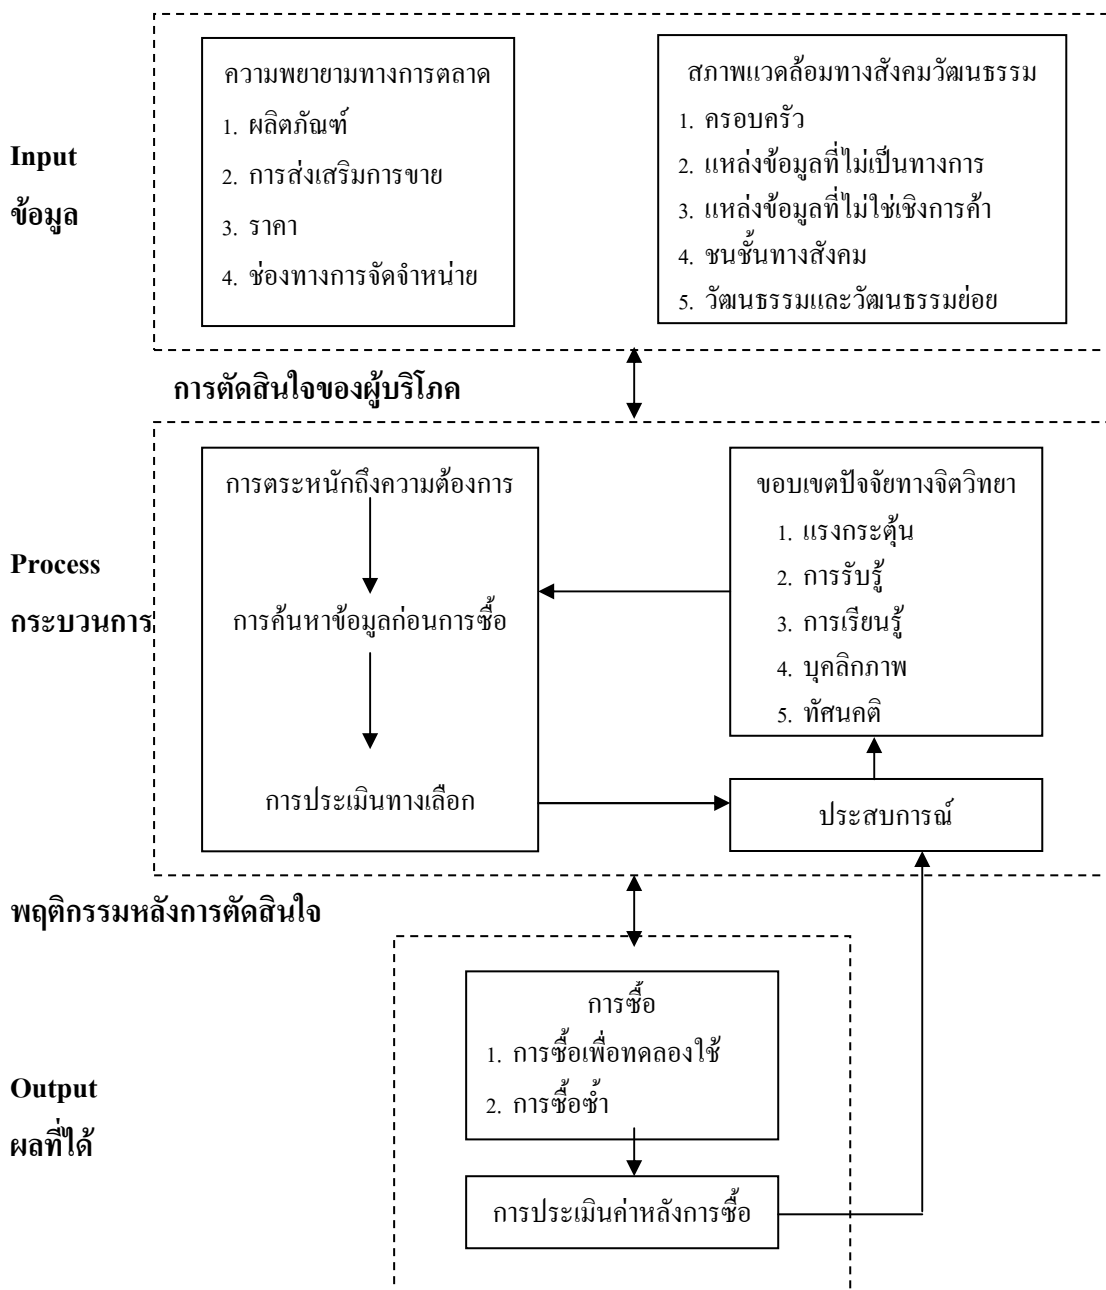 ความพยายามทางการตลาด
1. ผลิตภัณฑ์
2. การส่งเสริมการขาย
3. ราคา
4. ช่องทางการจัดจำหน่าย
สภาพแวดล้อมทางสังคมวัฒนธรรม
1. ครอบครัว
2. แหล่งข้อมูลที่ไม่เป็นทางการ
3. แหล่งข้อมูลที่ไม่ใช่เชิงการค้า
4. ชนชั้นทางสังคม
5. วัฒนธรรมและวัฒนธรรมย่อย
Input
ข้อมูล
การตัดสินใจของผู้บริโภค
การตระหนักถึงความต้องการ
การค้นหาข้อมูลก่อนการซื้อ
การประเมินทางเลือก
ขอบเขตปัจจัยทางจิตวิทยา
1. แรงกระตุ้น
2. การรับรู้
3. การเรียนรู้
4. บุคลิกภาพ
5. ทัศนคติ
ประสบการณ์
Process
กระบวนการ
พฤติกรรมหลังการตัดสินใจ
การซื้อ
1. การซื้อเพื่อทดลองใช้
2. การซื้อซ้ำ
การประเมินค่าหลังการซื้อ
Output
ผลที่ได้